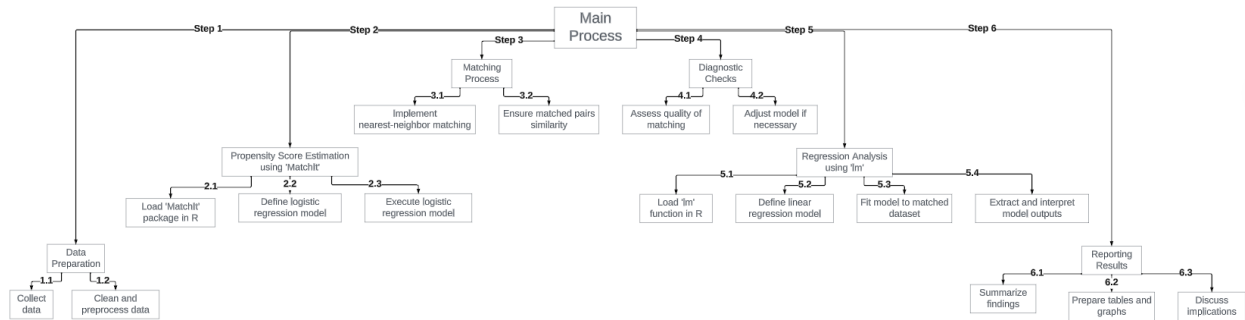 Main
Process
Step 1
Step 2
Step 3
Step 4
Step 5
Step 6
Matching
Process
3.1
3.2
Implement
nearest-neighbor matching
Ensure matched pairs
similarity
Diagnostic
Checks
4.1
4.2
Assess quality of
matching
Adjust model if
necessary
Propensity Score Estimation
using 'MatchIt'
2.1
2.2
2.3
Load 'MatchIt'
package in R
Define logistic
regression model
Execute logistic
regression model
Regression Analysis
using 'lm'
5.1
5.2
5.3
5.4
Load 'lm'
function in R
Define linear
regression model
Fit model to matched
dataset
Extract and interpret
model outputs
Data
Preparation
1.1
1.2
Collect
data
Clean and
preprocess data
Reporting
Results
6.1
6.2
6.3
Summarize
findings
Prepare tables and
graphs
Discuss
implications